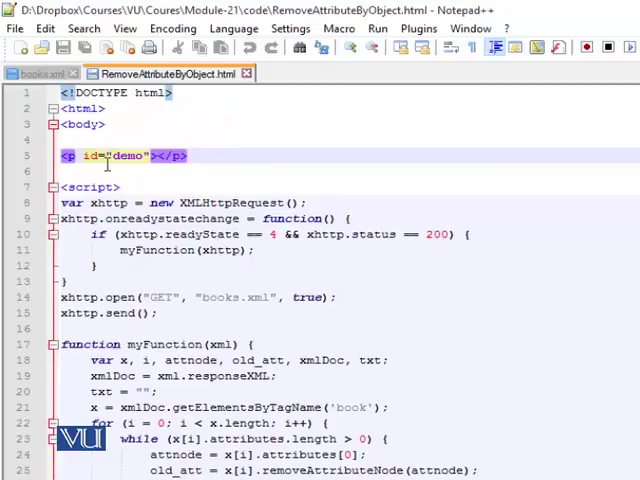 D:\Dropbox\Courses\VU\Coures\Module-21\code\RemoveAttributeByObject.html - Notepad++
File Edit Search View Encoding Language Settings Macro Run Plugins Window ?
books.xml RemoveAttributeByObject.html
1 <!DOCTYPE html>
2 <html>
3 <body>
4
5 <p id="demo"></p>
6
7 <script>
8 var xhttp = new XMLHttpRequest();
9 xhttp.onreadystatechange = function() {
10 if (xhttp.readyState == 4 && xhttp.status == 200) {
11 myFunction(xhttp);
12 }
13 }
14 xhttp.open("GET", "books.xml", true);
15 xhttp.send();
16
17 function myFunction(xml) {
18 var x, i, attnode, old_att, xmlDoc, txt;
19 xmlDoc = xml.responseXML;
20 txt = "";
21 x = xmlDoc.getElementsByTagName('book');
22 for (i = 0; i < x.length; i++) {
23 while (x[i].attributes.length > 0) {
24 attnode = x[i].attributes[0];
25 old_att = x[i].removeAttributeNode(attnode);
VU